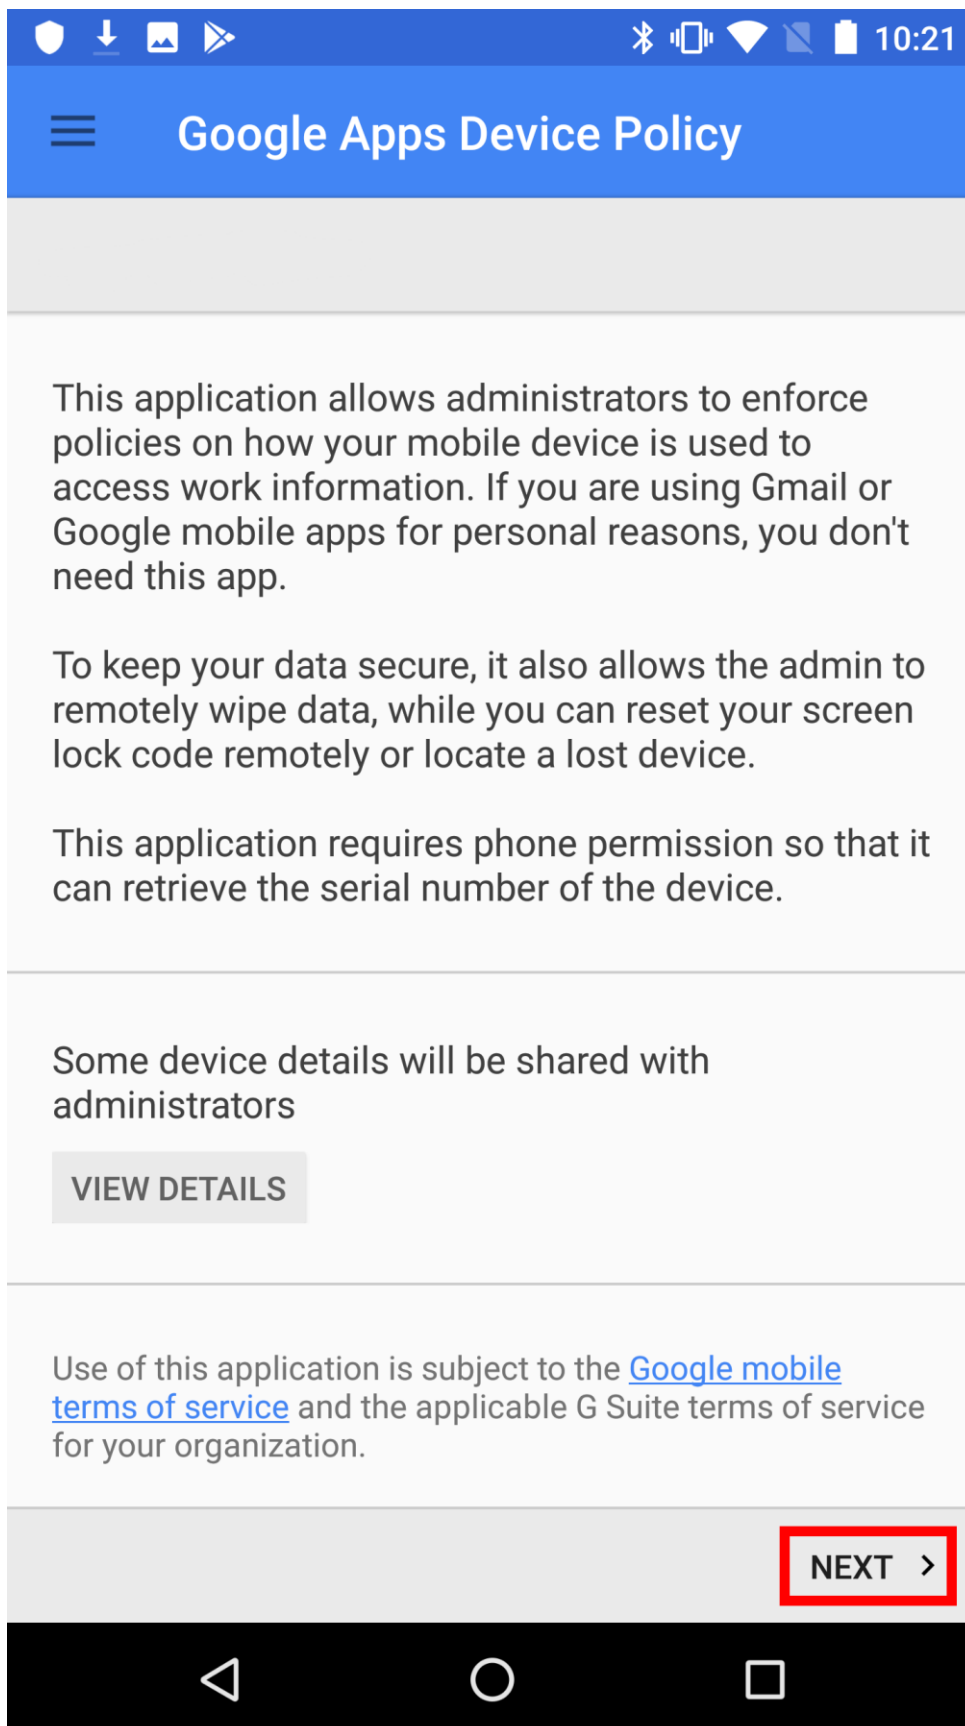 10:21
Google Apps Device Policy
This application allows administrators to enforce
policies on how your mobile device is used to
access work information. If you are using Gmail or
Google mobile apps for personal reasons, you don't
need this app.
To keep your data secure, it also allows the admin to
remotely wipe data, while you can reset your screen
lock code remotely or locate a lost device.
This application requires phone permission so that it
can retrieve the serial number of the device.
Some device details will be shared with
administrators
VIEW DETAILS
Use of this application is subject to the Google mobile
terms of service and the applicable G Suite terms of service
for your organization.
NEXT